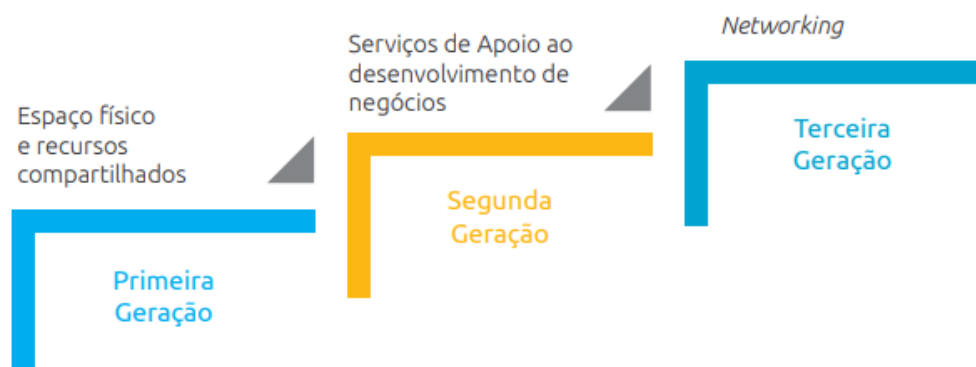 Espaço físico
e recursos
compartilhados
Primeira
Geração
Serviços de Apoio ao
desenvolvimento de
negócios
Segunda
Geração
Networking
Terceira
Geração